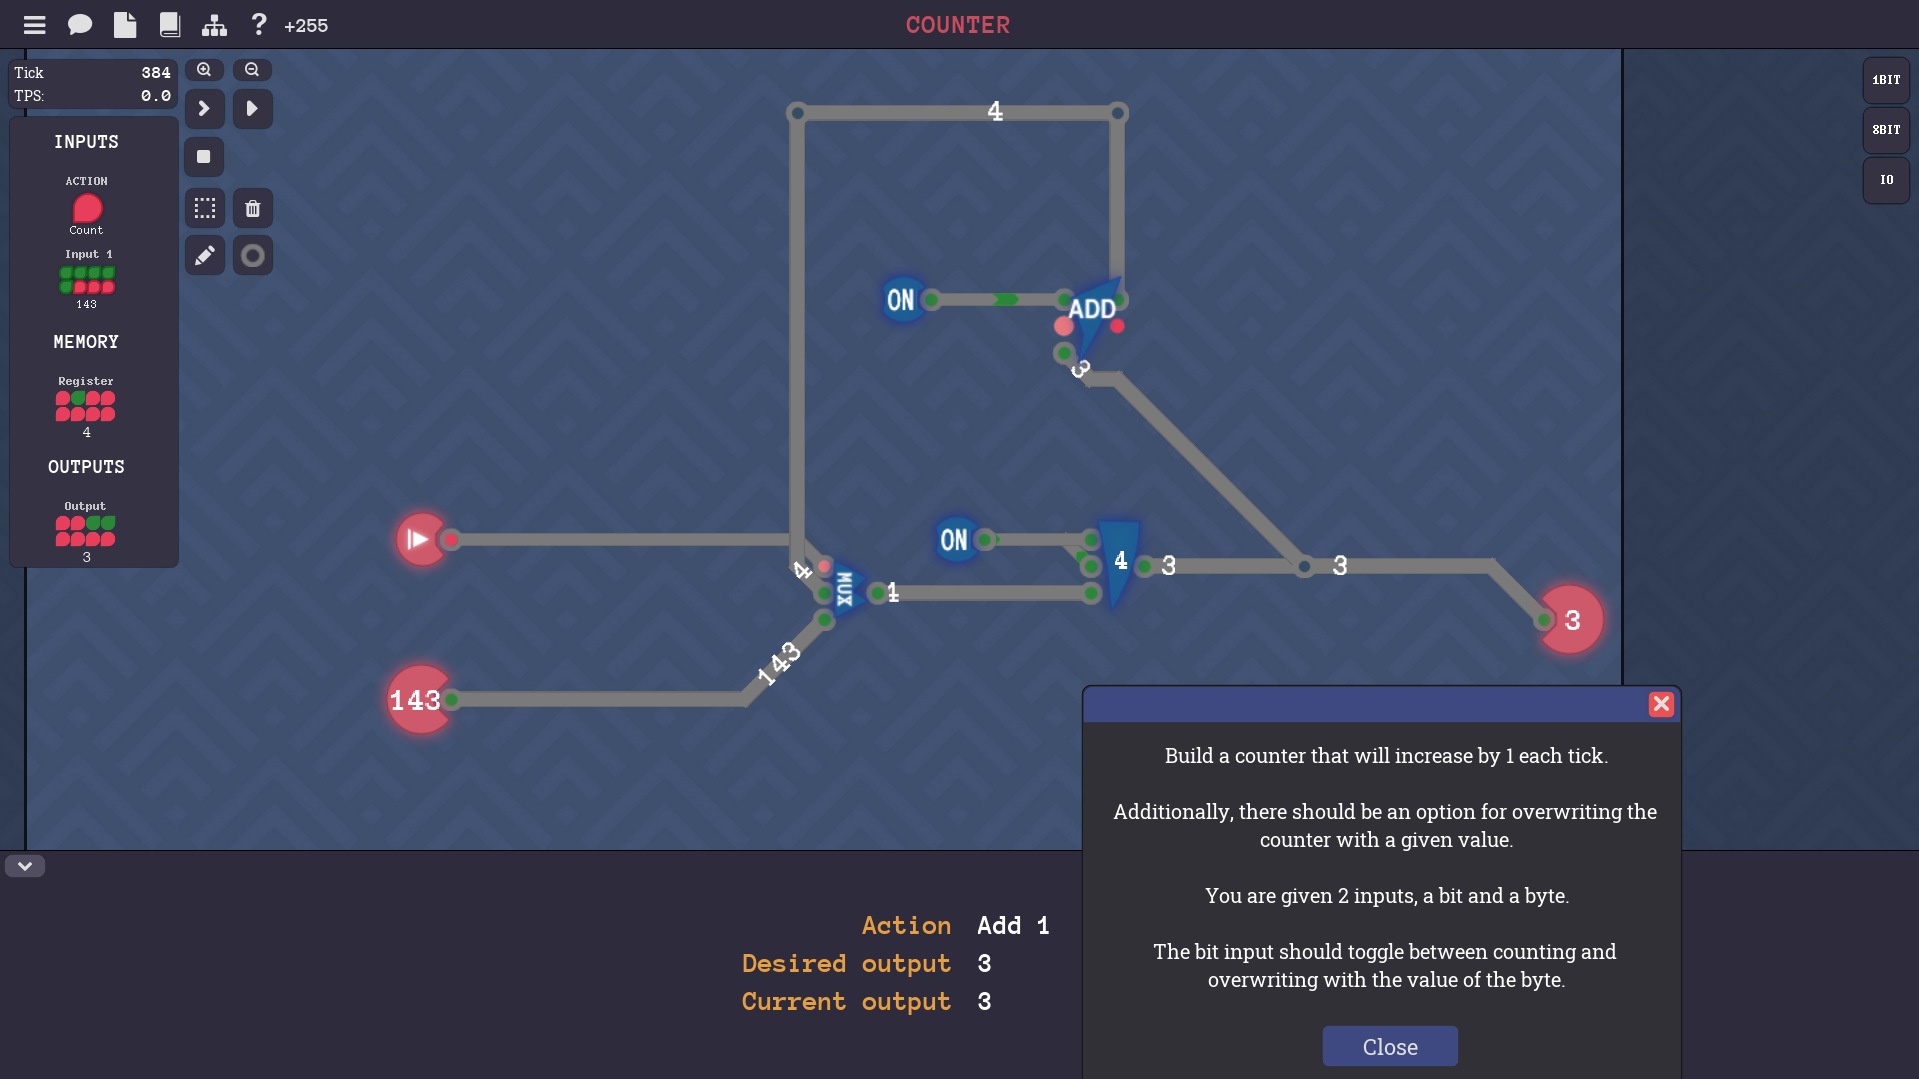 +255
COUNTER
Tick 384
TPS: 0.0
INPUTS
ACTION
Count
Input 1
143
MEMORY
Register
4
OUTPUTS
Output
3
1BIT
8BIT
IO
4
ON
ADD
3
ON
4
3
3
4
MUX
1
3
143
143
Build a counter that will increase by 1 each tick.
Additionally, there should be an option for overwriting the
counter with a given value.
You are given 2 inputs, a bit and a byte.
The bit input should toggle between counting and
overwriting with the value of the byte.
Close
Action Add 1
Desired output 3
Current output 3